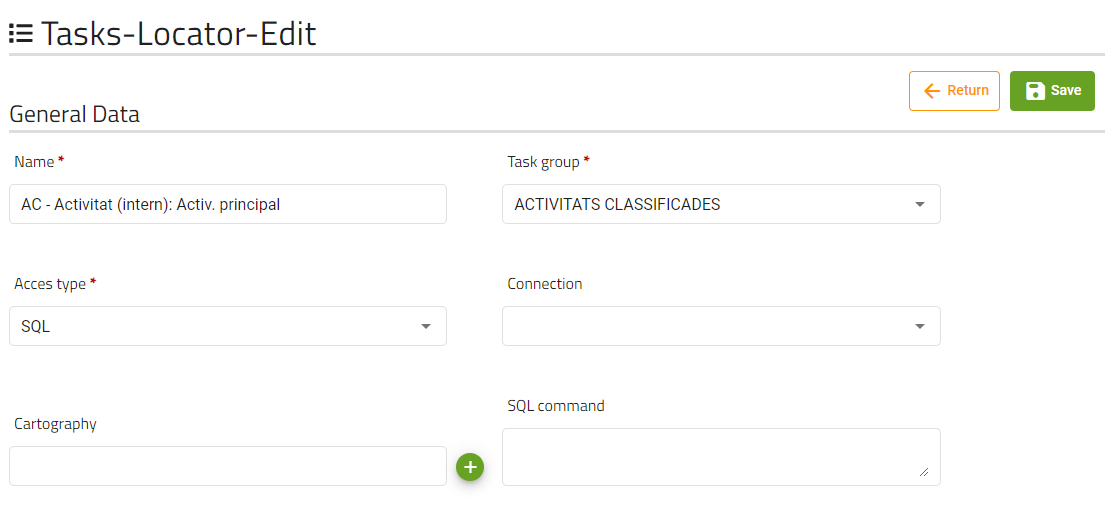 Tasks-Locator-Edit
Return
Save
General Data
Name *
Task group *
AC - Activitat (intern): Activ. principal
ACTIVITATS CLASSIFICADES
Acces type *
Connection
SQL
SQL command
Cartography